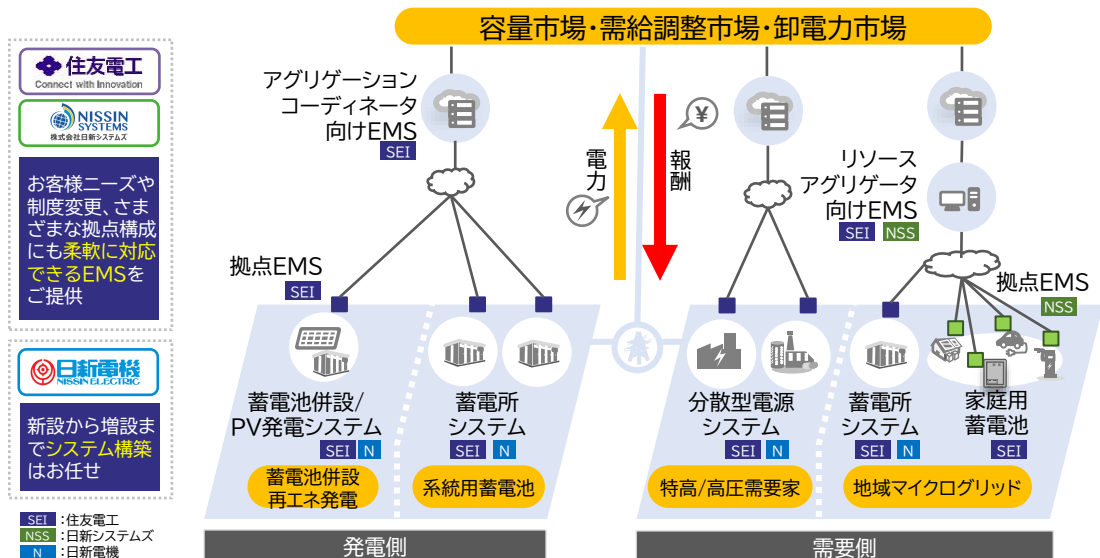 容量市場・需給調整市場・卸電力市場
住友電工
Connect with Innovation
NISSIN
SYSTEMS
株式会社日新システムズ
お客様ニーズや
制度変更、さま
ざまな拠点構成
にも柔軟に対応
できるEMSを
ご提供
日新電機
NISSIN ELECTRIC
新設から増設ま
でシステム構築
はお任せ
SEI :住友電工
NSS :日新システムズ
N :日新電機
アグリゲーション
コーディネータ
向けEMS
SEI
電力
報酬
¥
リソース
アグリゲータ
向けEMS
SEI NSS
拠点EMS
SEI
拠点EMS
NSS
蓄電池併設/
PV発電システム
SEI N
蓄電池併設
再エネ発電
蓄電所
システム
SEI N
系統用蓄電池
分散型電源
システム
SEI N
特高/高圧需要家
蓄電所
システム
SEI N
家庭用
蓄電池
SEI
地域マイクログリッド
発電側
需要側